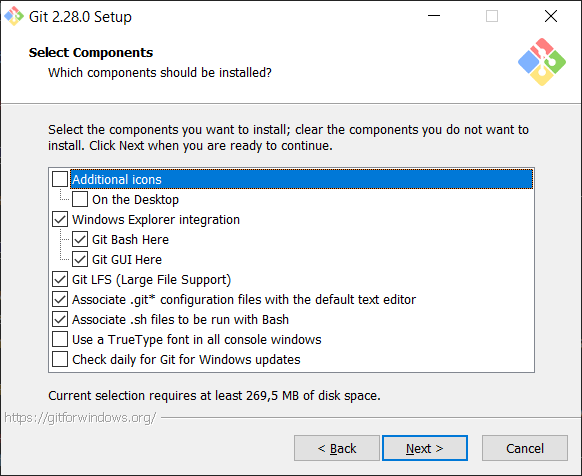 Git 2.28.0 Setup
Select Components
Which components should be installed?
Select the components you want to install; clear the components you do not want to
install. Click Next when you are ready to continue.
Additional icons
On the Desktop
Windows Explorer integration
Git Bash Here
Git GUI Here
Git LFS (Large File Support)
Associate .git* configuration files with the default text editor
Associate .sh files to be run with Bash
Use a TrueType font in all console windows
Check daily for Git for Windows updates
Current selection requires at least 269,5 MB of disk space.
https://gitforwindows.org/
< Back Next > Cancel